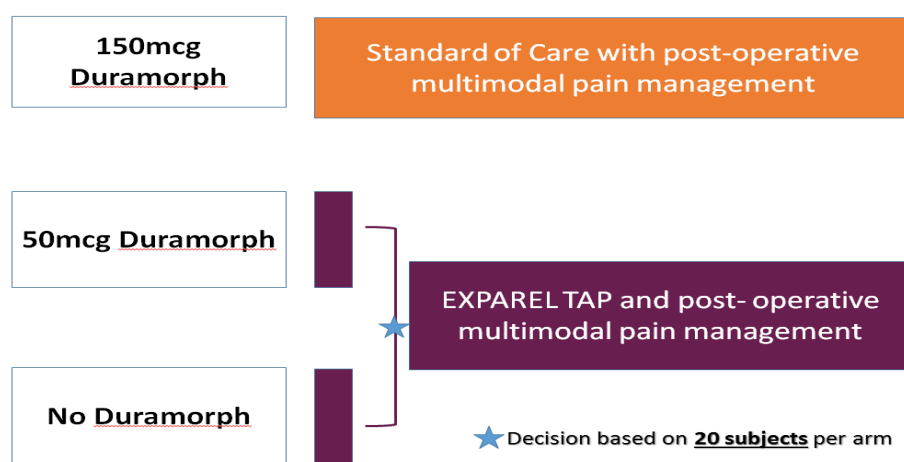 150mcg
Duramorph
Standard of Care with post-operative
multimodal pain management
50mcg Duramorph
EXPAREL TAP and post- operative
multimodal pain management
No Duramorph
Decision based on 20 subjects per arm